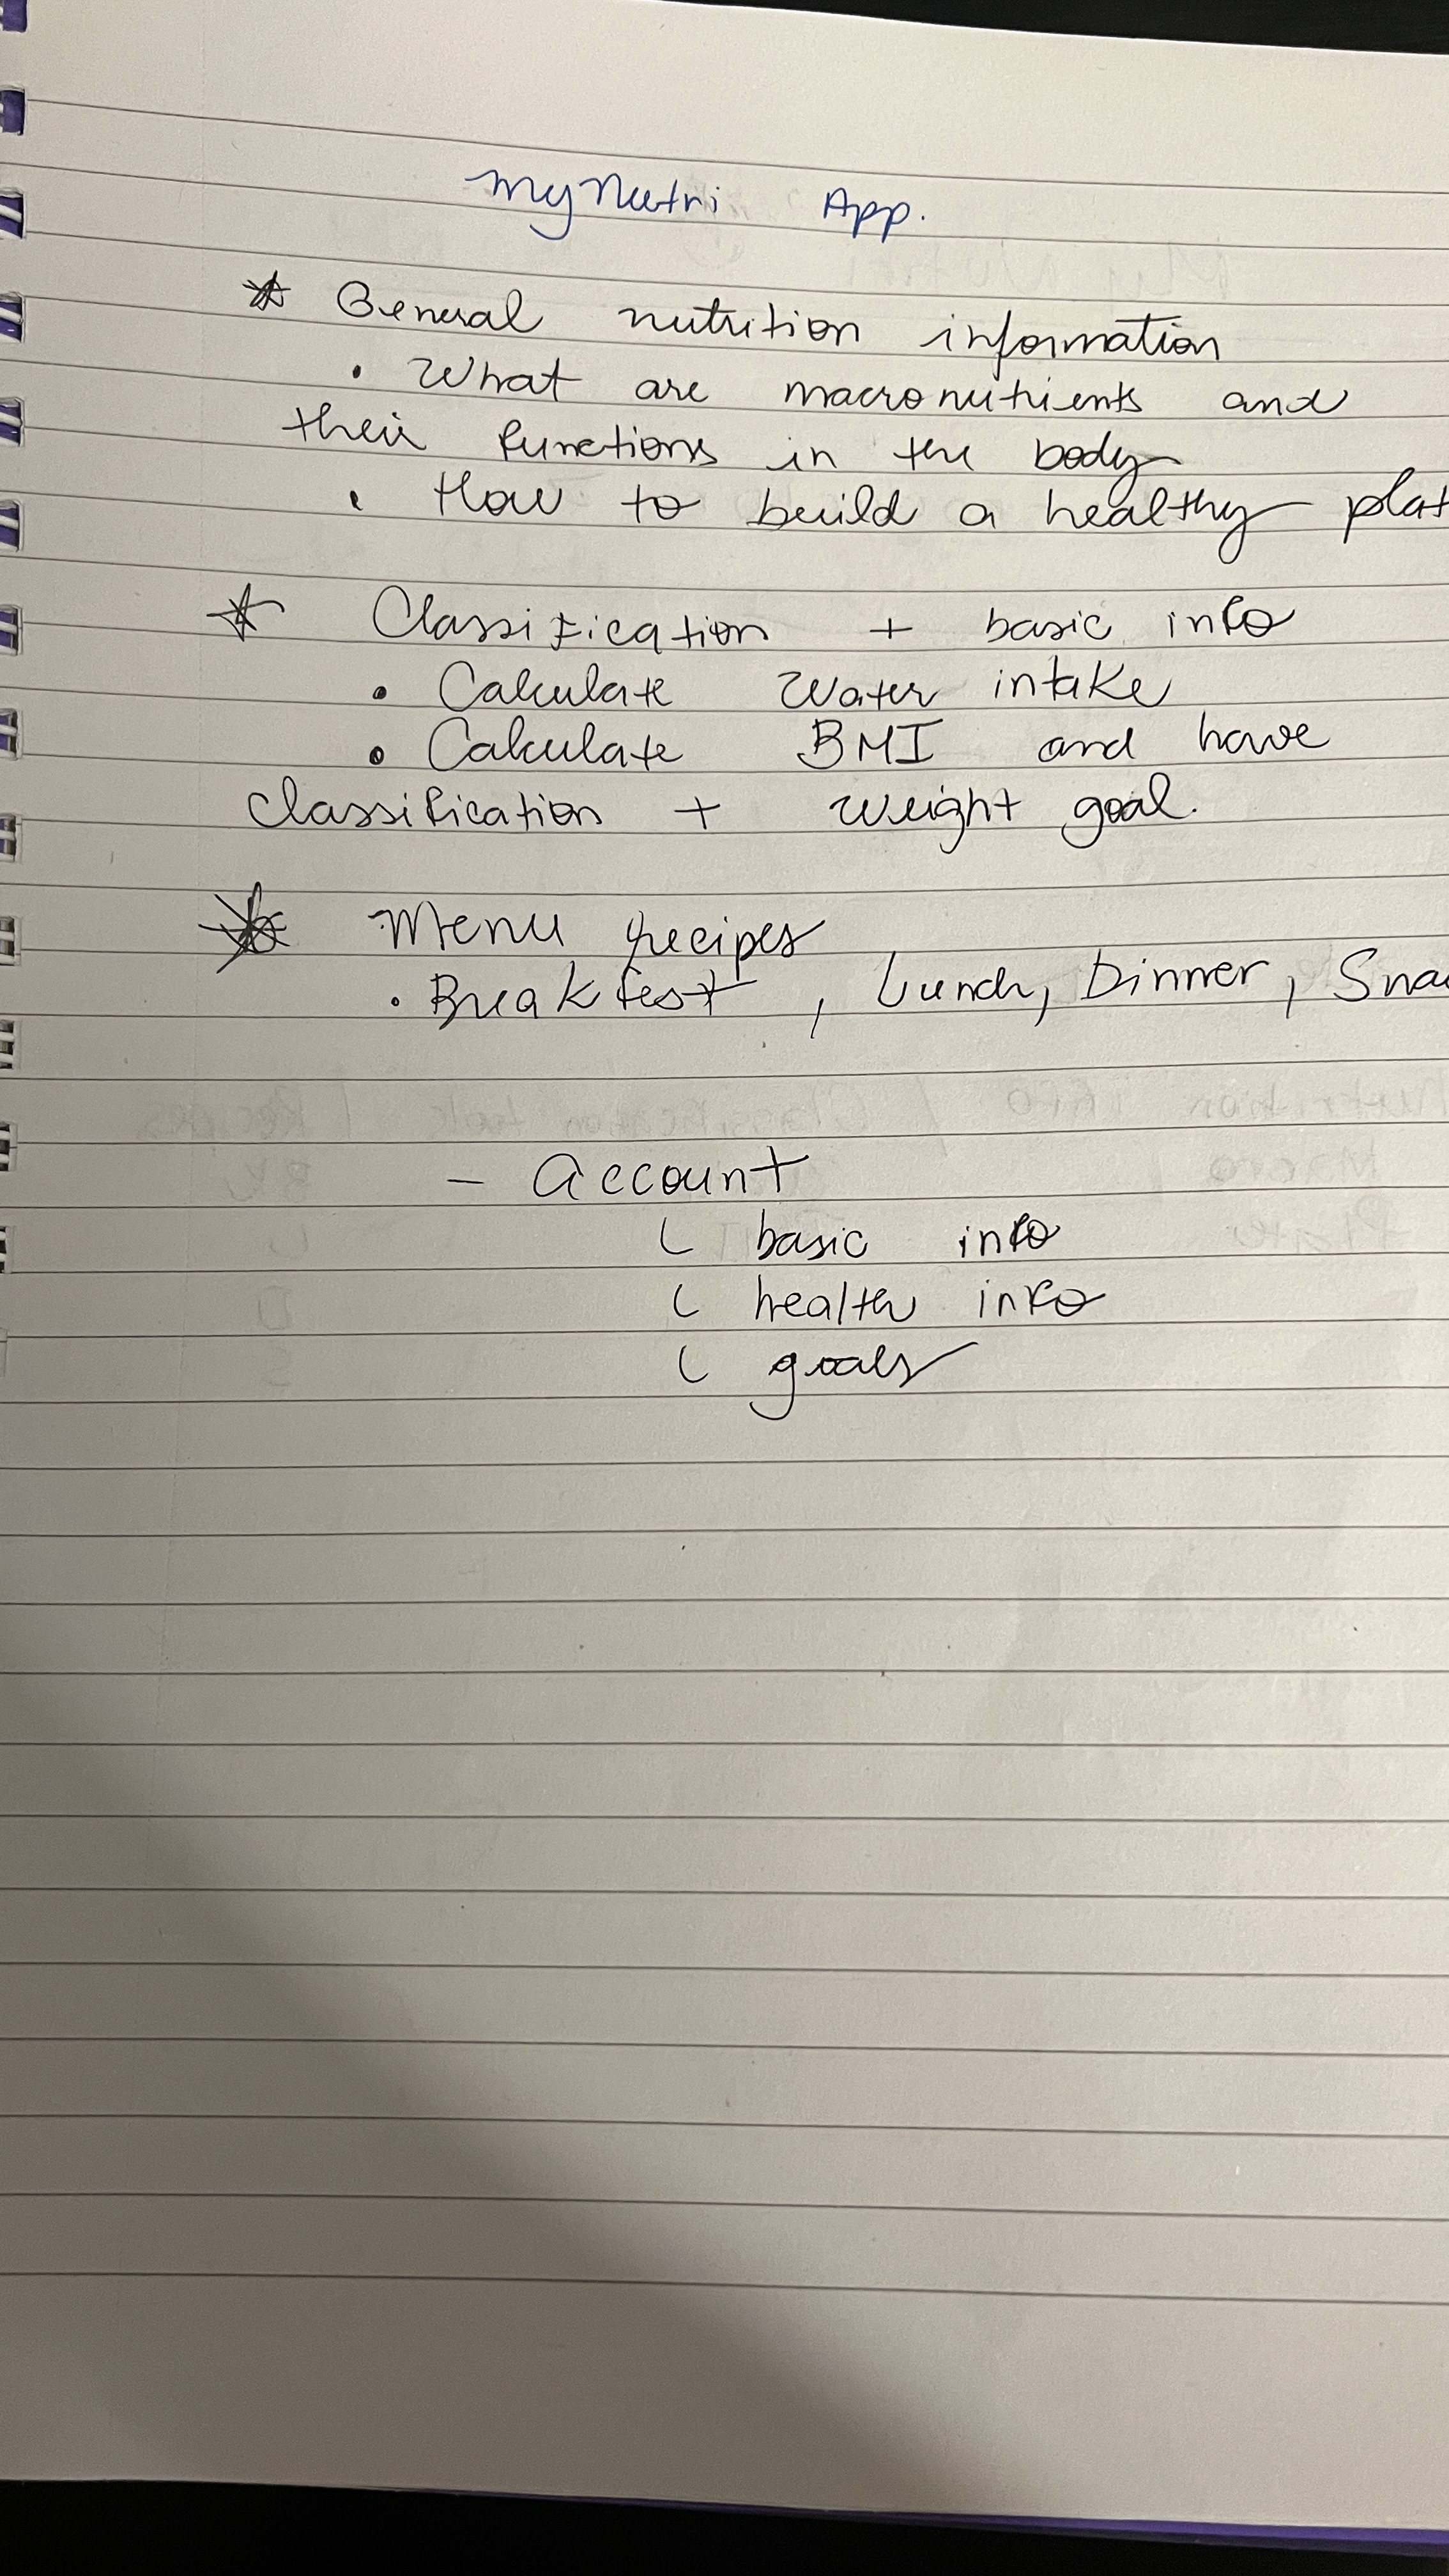 MyNutri App.
* General nutrition information
• What are macronutrients and
their functions in the body
• How to build a healthy plat
* Classification + basic info
• Calculate Water intake
• Calculate BMI and have
classification + weight goal.
* Menu recipes
• Breakfest, Lunch, Dinner, Sna
- Account
└ basic info
└ health info
└ goals